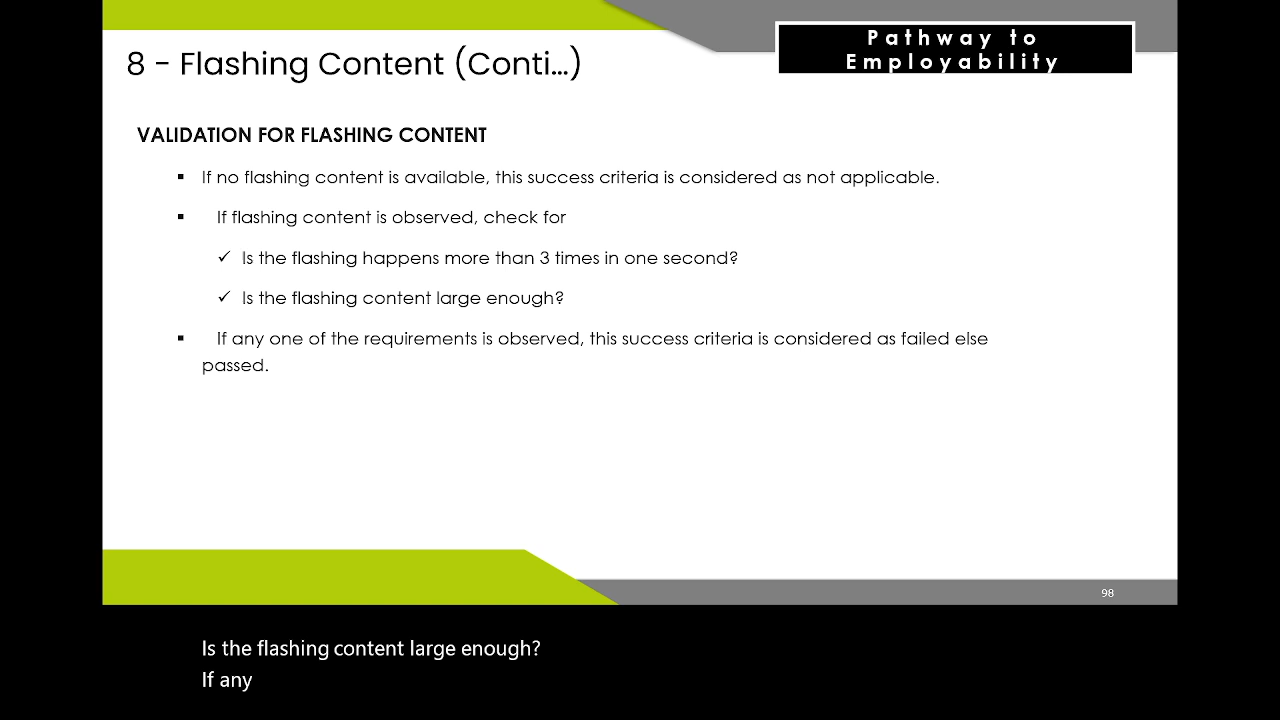 Pathway to
Employability
8 - Flashing Content (Conti...)
VALIDATION FOR FLASHING CONTENT
▪ If no flashing content is available, this success criteria is considered as not applicable.
▪ If flashing content is observed, check for
✓ Is the flashing happens more than 3 times in one second?
✓ Is the flashing content large enough?
▪ If any one of the requirements is observed, this success criteria is considered as failed else
passed.
98
Is the flashing content large enough?
If any